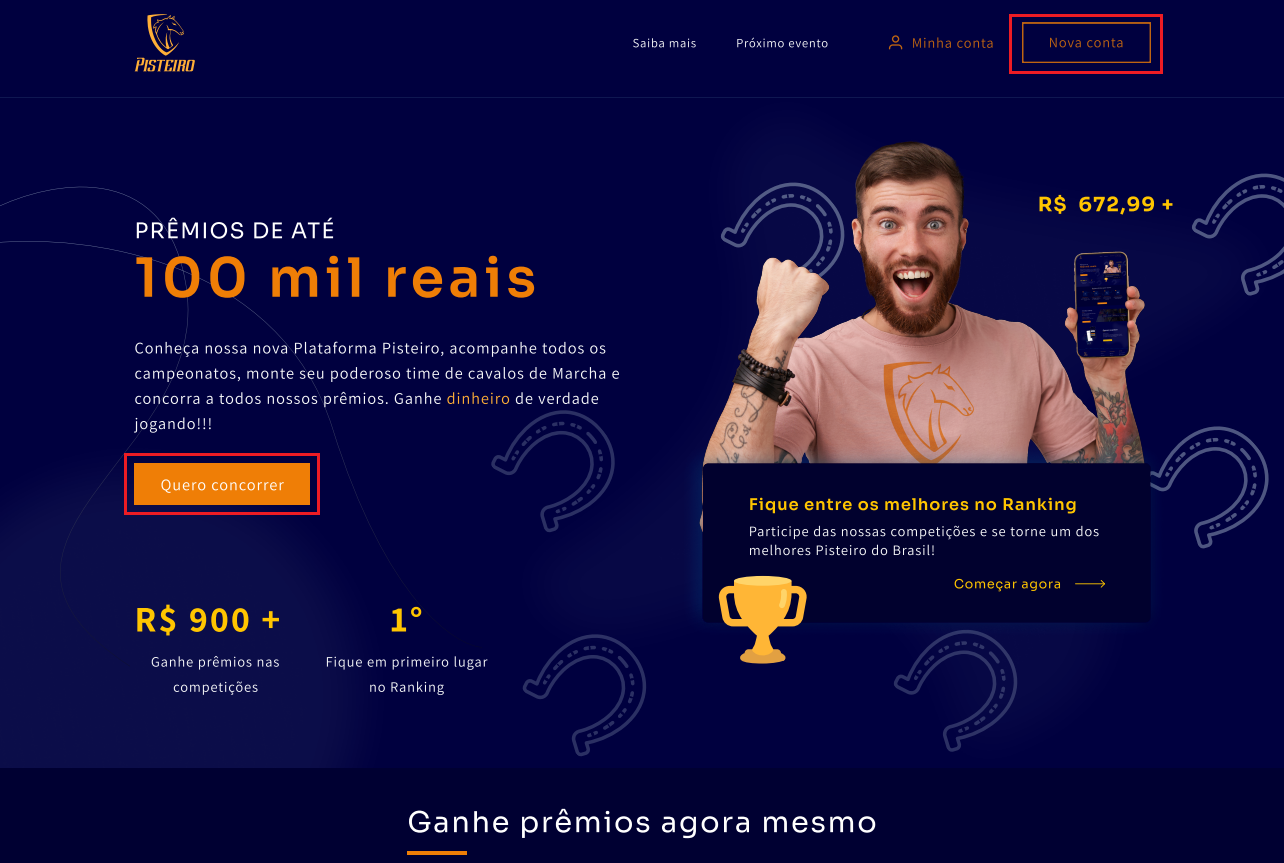 PISTEIRO
Saiba mais
Próximo evento
Minha conta
Nova conta
PRÊMIOS DE ATÉ
100 mil reais
Conheça nossa nova Plataforma Pisteiro, acompanhe todos os
campeonatos, monte seu poderoso time de cavalos de Marcha e
concorra a todos nossos prêmios. Ganhe dinheiro de verdade
jogando!!!
Quero concorrer
R$ 900 +
Ganhe prêmios nas
competições
1°
Fique em primeiro lugar
no Ranking
R$ 672,99 +
Fique entre os melhores no Ranking
Participe das nossas competições e se torne um dos
melhores Pisteiro do Brasil!
Começar agora
Ganhe prêmios agora mesmo